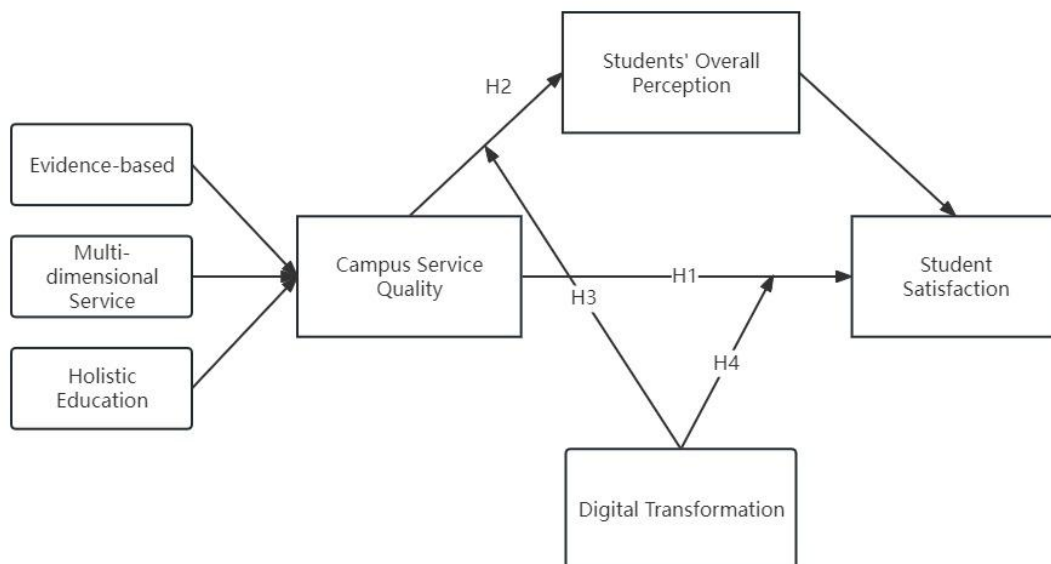 Students' Overall
Perception
H2
Evidence-based
Multi-
dimensional
Service
Campus Service
Quality
H1
Student
Satisfaction
H3
Holistic
Education
H4
Digital Transformation